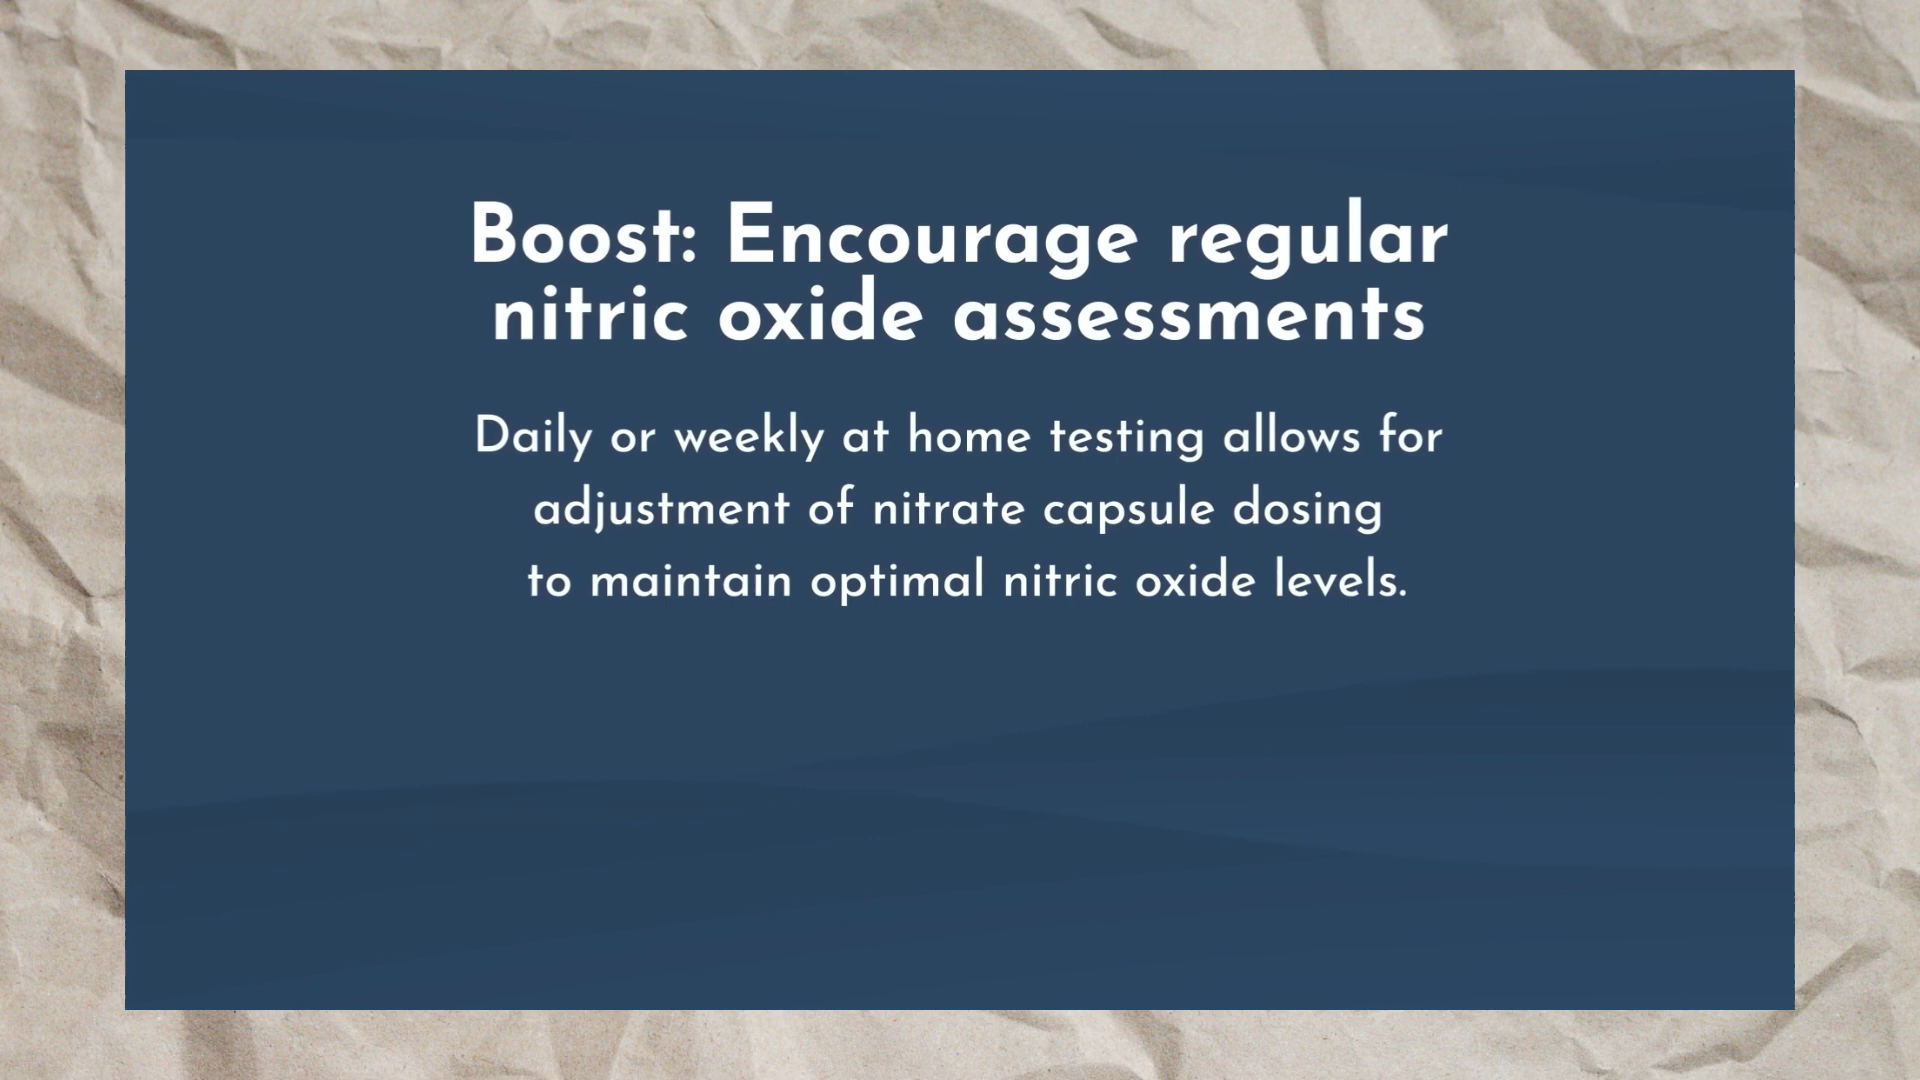 Boost: Encourage regular
nitric oxide assessments
Daily or weekly at home testing allows for
adjustment of nitrate capsule dosing
to maintain optimal nitric oxide levels.